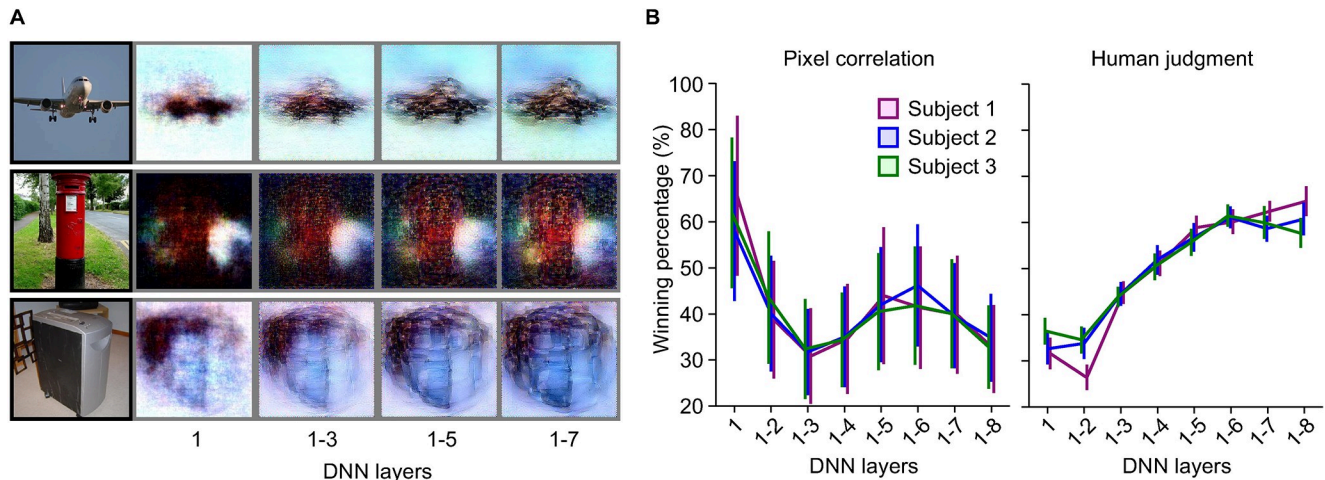 A
1
1-3
1-5
1-7
DNN layers
B
Pixel correlation
Human judgment
Winning percentage (%)
100
90
80
70
60
50
40
30
20
Subject 1
Subject 2
Subject 3
1
1-2
1-3
1-4
1-5
1-6
1-7
1-8
DNN layers
1
1-2
1-3
1-4
1-5
1-6
1-7
1-8
DNN layers